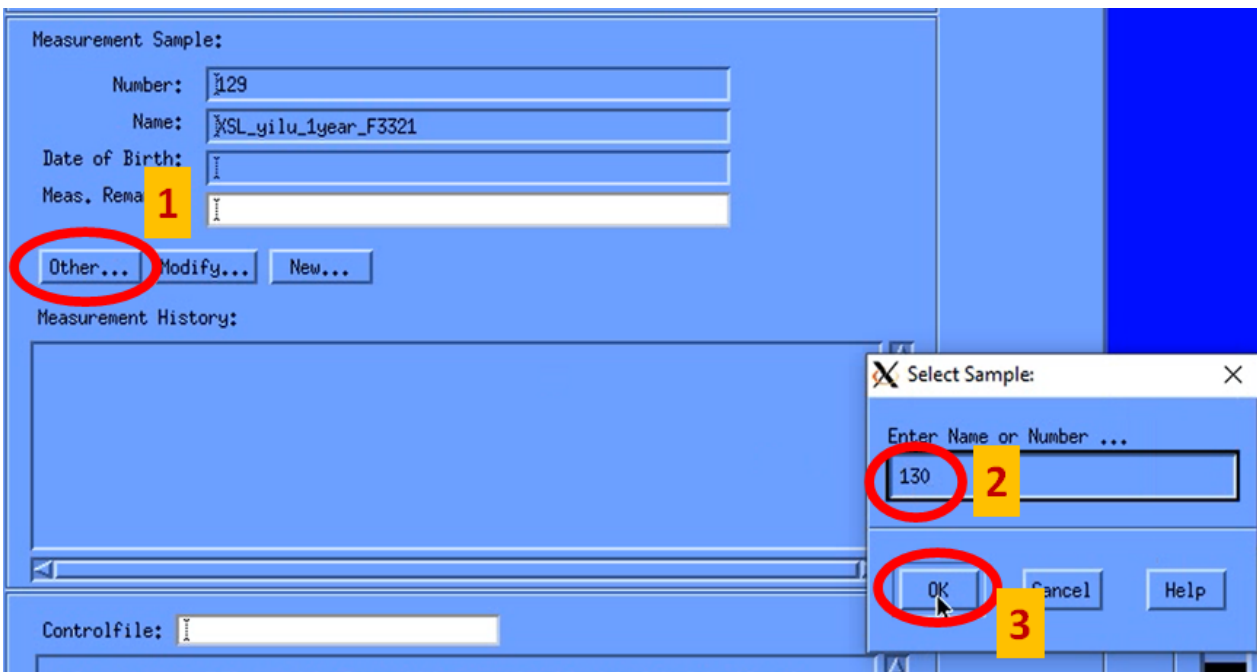 Measurement Sample:
Number: 129
Name: XSL_yilu_1year_F3321
Date of Birth:
Meas. Rema
1
Other... Modify... New...
Measurement History:
Select Sample:
Enter Name or Number ...
130
2
OK Cancel Help
3
Controlfile: